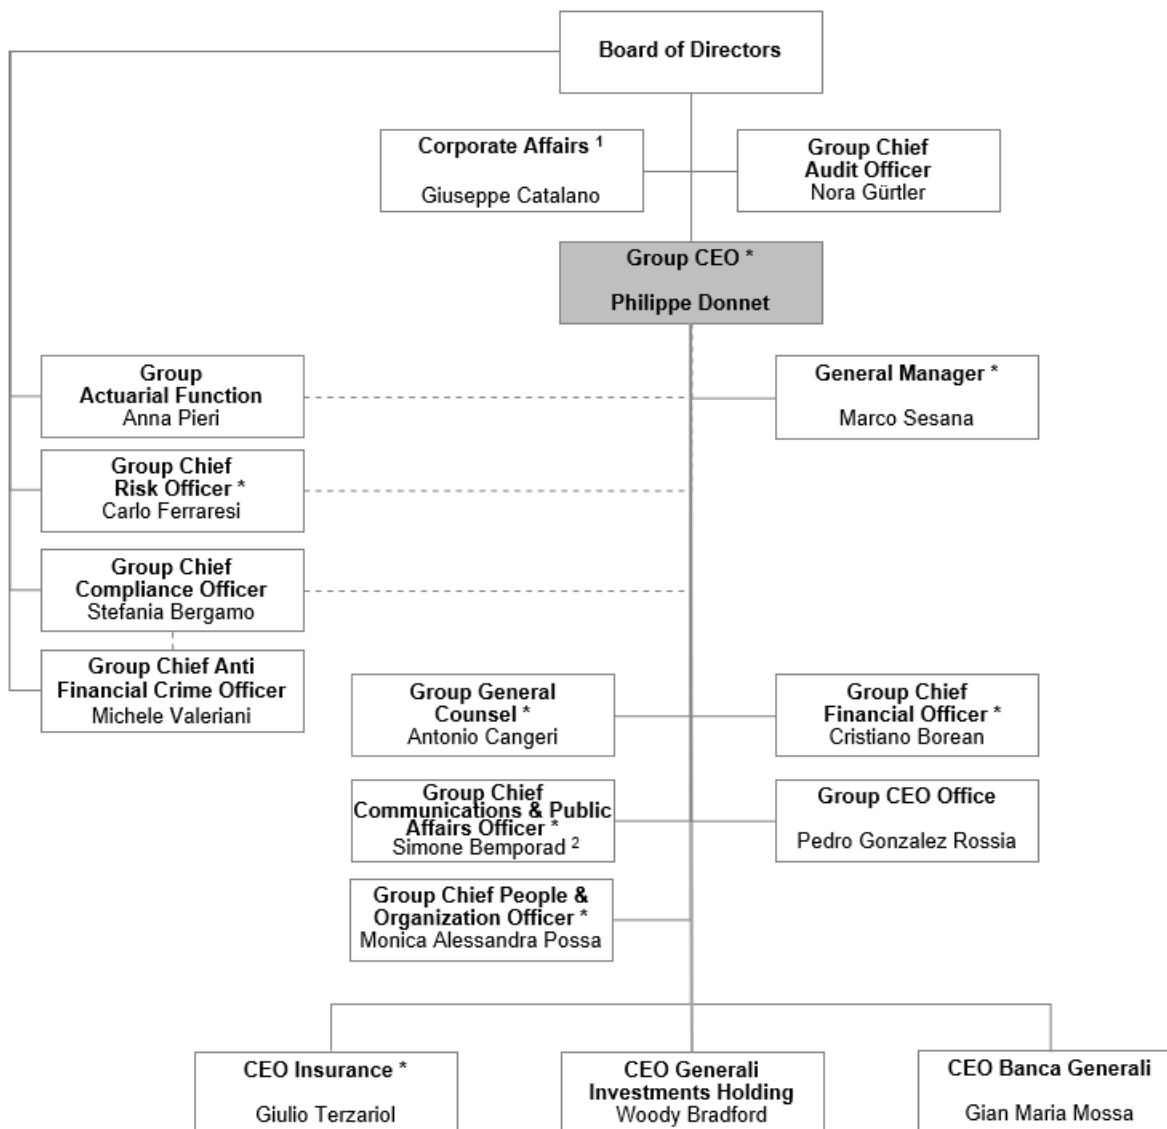 Board of Directors
Corporate Affairs ¹
Giuseppe Catalano
Group Chief
Audit Officer
Nora Gürtler
Group CEO *
Philippe Donnet
Group
Actuarial Function
Anna Pieri
General Manager *
Marco Sesana
Group Chief
Risk Officer *
Carlo Ferraresi
Group Chief
Compliance Officer
Stefania Bergamo
Group Chief Anti
Financial Crime Officer
Michele Valeriani
Group General
Counsel *
Antonio Cangeri
Group Chief
Financial Officer *
Cristiano Borean
Group Chief
Communications & Public
Affairs Officer *
Simone Bemporad ²
Group CEO Office
Pedro Gonzalez Rossia
Group Chief People &
Organization Officer *
Monica Alessandra Possa
CEO Insurance *
Giulio Terzariol
CEO Generali
Investments Holding
Woody Bradford
CEO Banca Generali
Gian Maria Mossa